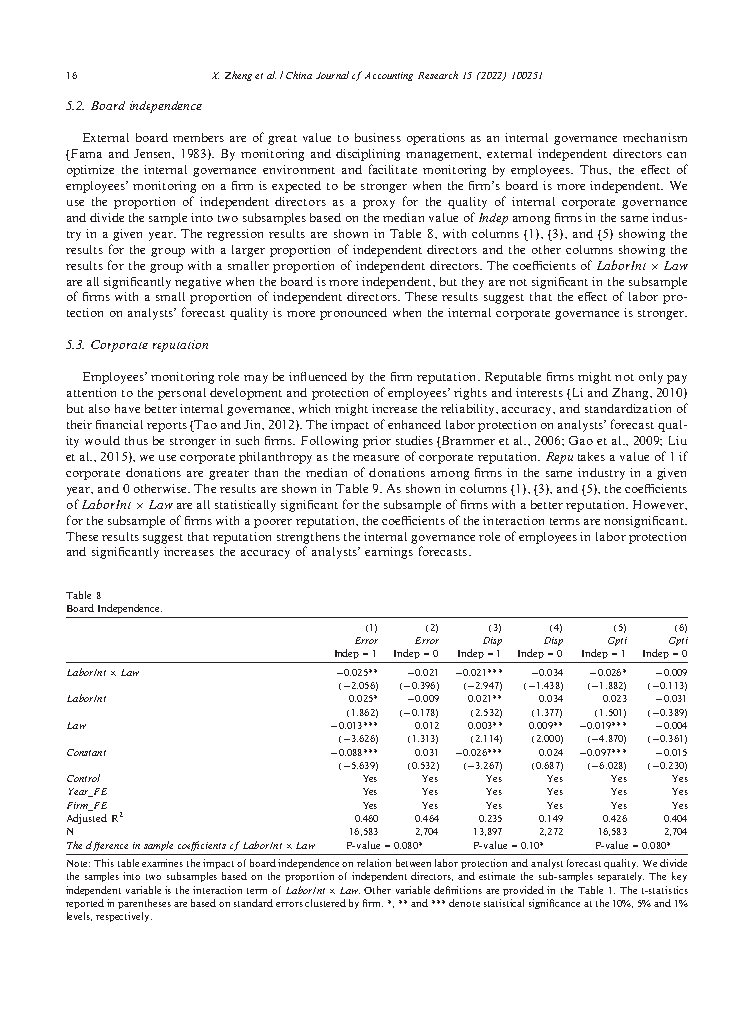 16
X. Zheng et al. / China Journal of Accounting Research 15 (2022) 100251
5.2. Board independence
External board members are of great value to business operations as an internal governance mechanism
(Fama and Jensen, 1983). By monitoring and disciplining management, external independent directors can
optimize the internal governance environment and facilitate monitoring by employees. Thus, the effect of
employees' monitoring on a firm is expected to be stronger when the firm's board is more independent. We
use the proportion of independent directors as a proxy for the quality of internal corporate governance
and divide the sample into two subsamples based on the median value of Indep among firms in the same indus-
try in a given year. The regression results are shown in Table 8, with columns (1), (3), and (5) showing the
results for the group with a larger proportion of independent directors and the other columns showing the
results for the group with a smaller proportion of independent directors. The coefficients of LaborInt × Law
are all significantly negative when the board is more independent, but they are not significant in the subsample
of firms with a small proportion of independent directors. These results suggest that the effect of labor pro-
tection on analysts' forecast quality is more pronounced when the internal corporate governance is stronger.
5.3. Corporate reputation
Employees' monitoring role may be influenced by the firm reputation. Reputable firms might not only pay
attention to the personal development and protection of employees' rights and interests (Li and Zhang, 2010)
but also have better internal governance, which might increase the reliability, accuracy, and standardization of
their financial reports (Tao and Jin, 2012). The impact of enhanced labor protection on analysts' forecast qual-
ity would thus be stronger in such firms. Following prior studies (Brammer et al., 2006; Gao et al., 2009; Liu
et al., 2015), we use corporate philanthropy as the measure of corporate reputation. Repu takes a value of 1 if
corporate donations are greater than the median of donations among firms in the same industry in a given
year, and 0 otherwise. The results are shown in Table 9. As shown in columns (1), (3), and (5), the coefficients
of LaborInt × Law are all statistically significant for the subsample of firms with a better reputation. However,
for the subsample of firms with a poorer reputation, the coefficients of the interaction terms are nonsignificant.
These results suggest that reputation strengthens the internal governance role of employees in labor protection
and significantly increases the accuracy of analysts' earnings forecasts.
Table 8
Board Independence.
(1) (2) (3) (4) (5) (6)
Error Error Disp Disp Opti Opti
Indep = 1 Indep = 0 Indep = 1 Indep = 0 Indep = 1 Indep = 0
LaborInt × Law −0.025** −0.021 −0.021*** −0.034 −0.026* −0.009
(−2.056) (−0.396) (−2.947) (−1.438) (−1.882) (−0.113)
LaborInt 0.025* −0.009 0.021** 0.034 0.023 −0.031
(1.862) (−0.178) (2.532) (1.377) (1.501) (−0.389)
Law −0.013*** 0.012 0.003** 0.009** −0.019*** −0.004
(−3.626) (1.313) (2.114) (2.000) (−4.870) (−0.361)
Constant −0.088*** 0.031 −0.026*** 0.024 −0.097*** −0.015
(−5.639) (0.532) (−3.267) (0.687) (−6.028) (−0.230)
Control Yes Yes Yes Yes Yes Yes
Year_FE Yes Yes Yes Yes Yes Yes
Firm_FE Yes Yes Yes Yes Yes Yes
Adjusted R² 0.460 0.464 0.235 0.149 0.426 0.404
N 16,583 2,704 13,897 2,272 16,583 2,704
The difference in sample coefficients of LaborInt × Law P-value = 0.080* P-value = 0.10* P-value = 0.080*
Note: This table examines the impact of board independence on relation between labor protection and analyst forecast quality. We divide
the samples into two subsamples based on the proportion of independent directors, and estimate the sub-samples separately. The key
independent variable is the interaction term of LaborInt × Law. Other variable definitions are provided in the Table 1. The t-statistics
reported in parentheses are based on standard errors clustered by firm. *, ** and *** denote statistical significance at the 10%, 5% and 1%
levels, respectively.